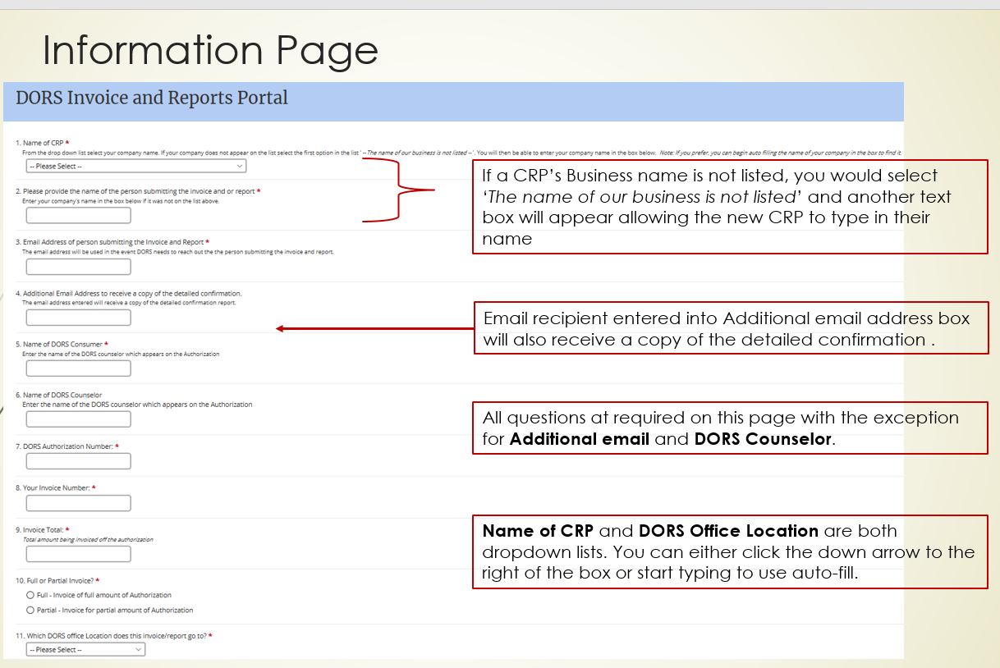 Information Page
DORS Invoice and Reports Portal
1. Name of CRP *
From the drop down list select your company name. If your company does not appear on the list select the first option in the list ' -- The name of our business is not listed -- '. You will then be able to enter your company name in the box below. Note: If you prefer, you can begin auto filling the name of your company in the box to find it.
-- Please Select --
If a CRP's Business name is not listed, you would select
'The name of our business is not listed' and another text
box will appear allowing the new CRP to type in their
name
2. Please provide the name of the person submitting the invoice and or report *
Enter your company's name in the box below if it was not on the list above.
3. Email Address of person submitting the Invoice and Report *
The email address will be used in the event DORS needs to reach out the the person submitting the invoice and report.
4. Additional Email Address to receive a copy of the detailed confirmation.
The email address entered will receive a copy of the detailed confirmation report.
Email recipient entered into Additional email address box
will also receive a copy of the detailed confirmation .
5. Name of DORS Consumer *
Enter the name of the DORS counselor which appears on the Authorization
6. Name of DORS Counselor
Enter the name of the DORS counselor which appears on the Authorization
All questions at required on this page with the exception
for Additional email and DORS Counselor.
7. DORS Authorization Number: *
8. Your Invoice Number: *
9. Invoice Total: *
Total amount being invoiced off the authorization
Name of CRP and DORS Office Location are both
dropdown lists. You can either click the down arrow to the
right of the box or start typing to use auto-fill.
10. Full or Partial Invoice? *
Full - Invoice of full amount of Authorization
Partial - Invoice for partial amount of Authorization
11. Which DORS office Location does this invoice/report go to? *
-- Please Select --